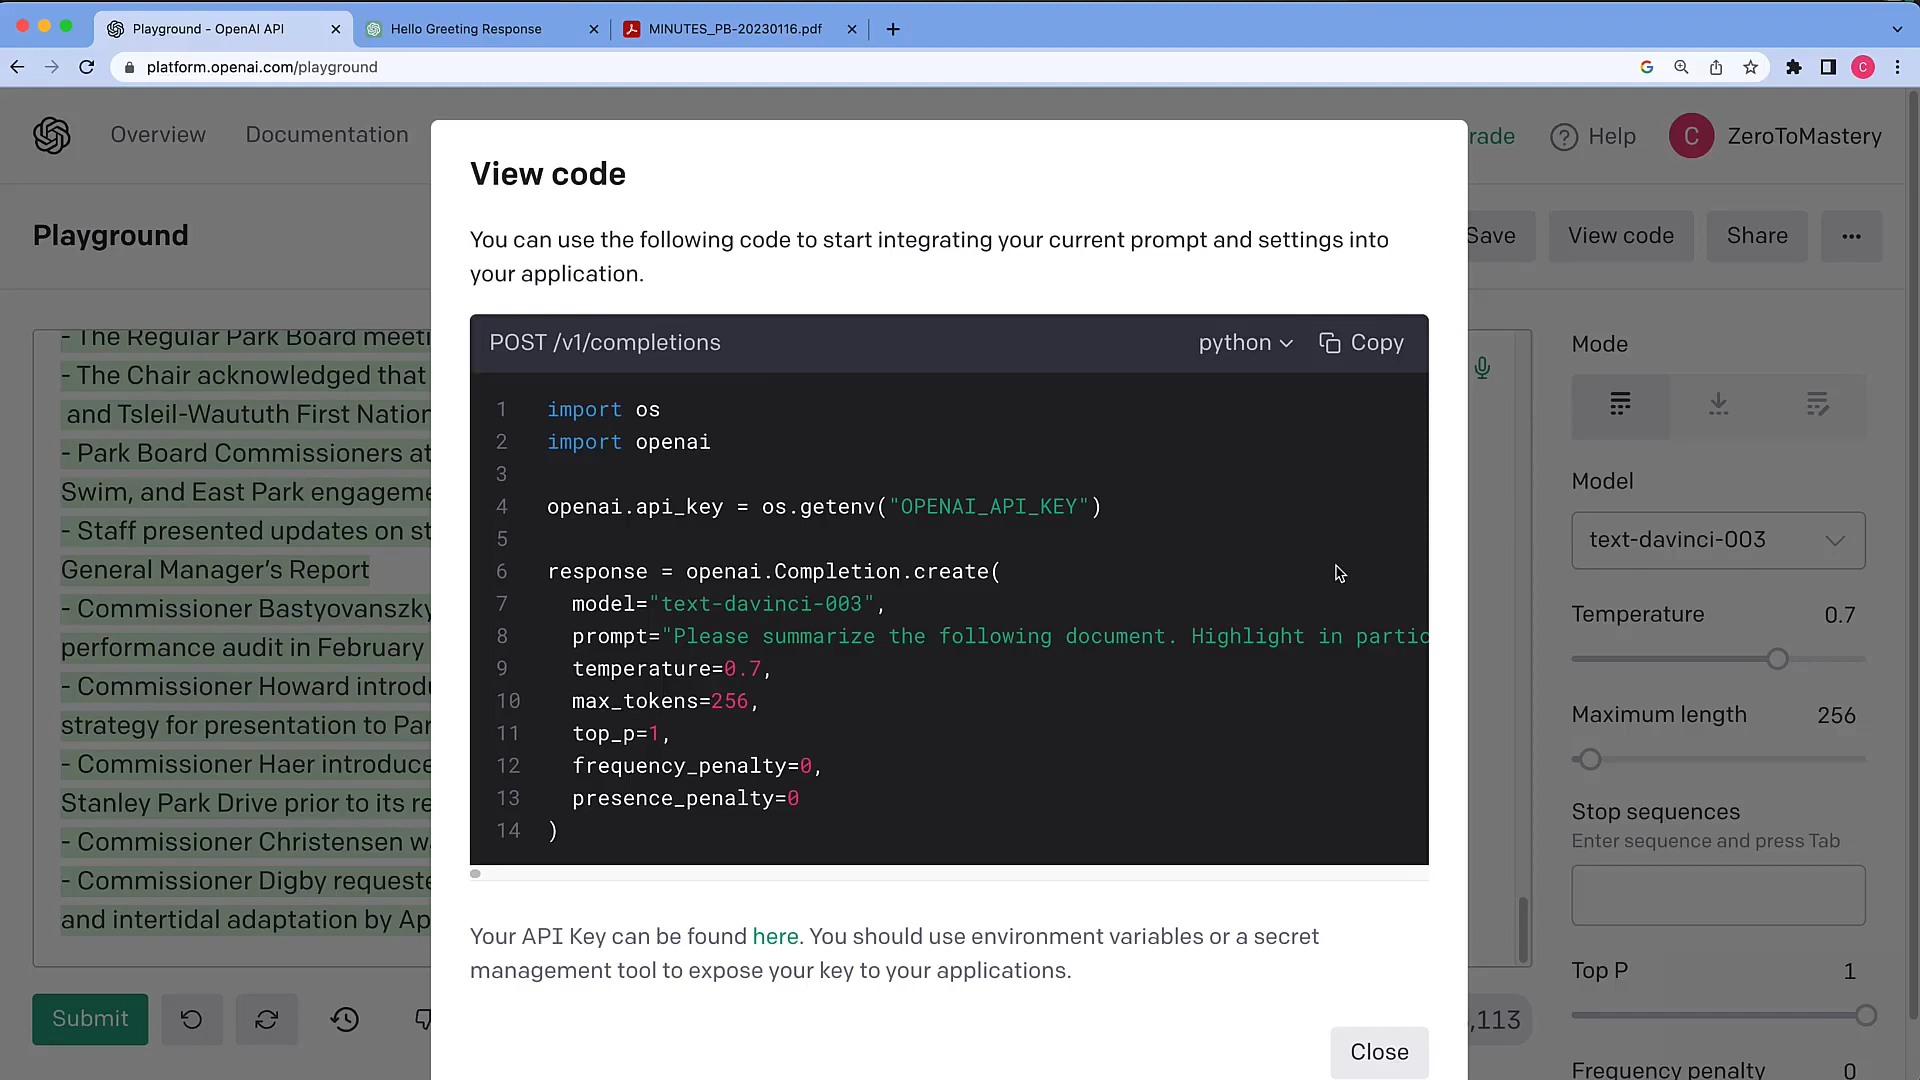 Playground - OpenAI API
Hello Greeting Response
MINUTES_PB-20230116.pdf
platform.openai.com/playground
C
Overview
Documentation
rade
Help
C
ZeroToMastery
Playground
Save
View code
Share
- The Regular Park Board meeti
- The Chair acknowledged that
and Tsleil-Waututh First Nation
- Park Board Commissioners at
Swim, and East Park engageme
- Staff presented updates on st
General Manager's Report
- Commissioner Bastyovanszky
performance audit in February
- Commissioner Howard introdu
strategy for presentation to Par
- Commissioner Haer introduce
Stanley Park Drive prior to its re
- Commissioner Christensen w
- Commissioner Digby requeste
and intertidal adaptation by Ap
Submit
View code
You can use the following code to start integrating your current prompt and settings into
your application.
POST /v1/completions
python
Copy
1 import os
2 import openai
3
4 openai.api_key = os.getenv("OPENAI_API_KEY")
5
6 response = openai.Completion.create(
7 model="text-davinci-003",
8 prompt="Please summarize the following document. Highlight in partic
9 temperature=0.7,
10 max_tokens=256,
11 top_p=1,
12 frequency_penalty=0,
13 presence_penalty=0
14 )
Your API Key can be found here. You should use environment variables or a secret
management tool to expose your key to your applications.
Close
Mode
Model
text-davinci-003
Temperature 0.7
Maximum length 256
Stop sequences
Enter sequence and press Tab
Top P 1
,113
Frequency penalty 0